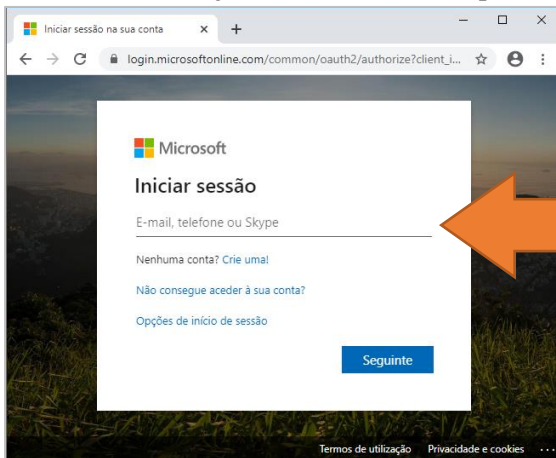 Iniciar sessão na sua conta
login.microsoftonline.com/common/oauth2/authorize?client_i...
Microsoft
Iniciar sessão
E-mail, telefone ou Skype
Nenhuma conta? Crie uma!
Não consegue aceder à sua conta?
Opções de início de sessão
Seguinte
Termos de utilização Privacidade e cookies ...